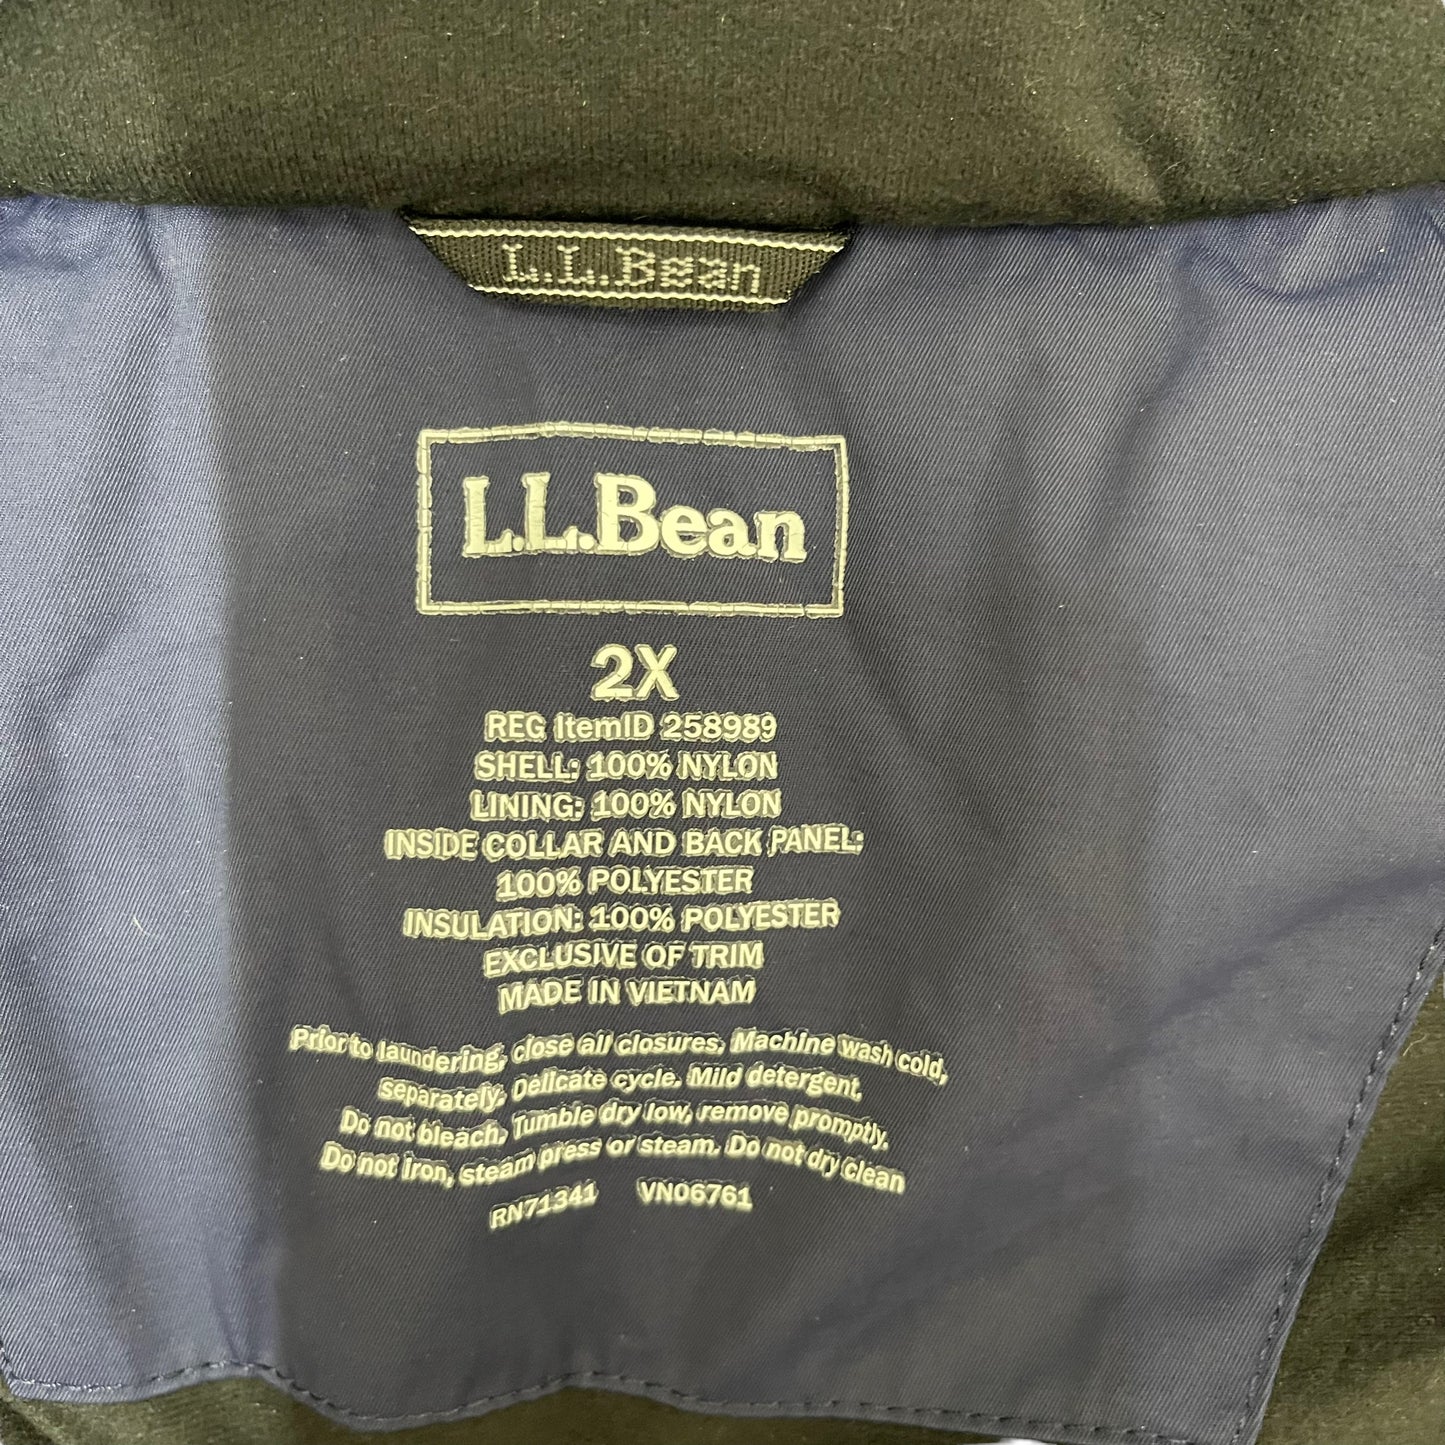 L.L.Bean
L.L.Bean
2X
REG ItemID 258989
SHELL: 100% NYLON
LINING: 100% NYLON
INSIDE COLLAR AND BACK PANEL:
100% POLYESTER
INSULATION: 100% POLYESTER
EXCLUSIVE OF TRIM
MADE IN VIETNAM
Prior to laundering, close all closures. Machine wash cold,
separately. Delicate cycle. Mild detergent.
Do not bleach. Tumble dry low, remove promptly.
Do not iron, steam press or steam. Do not dry clean
RN71341 VN06761